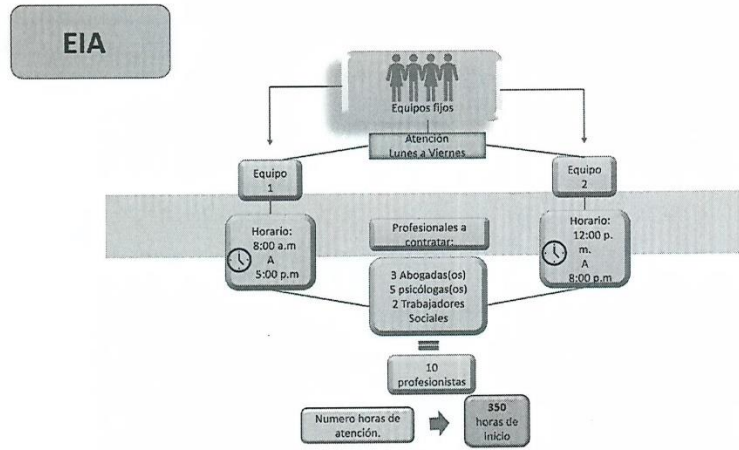 EIA
Equipos fijos
Atención
Lunes a Viernes
Equipo
1
Equipo
2
Horario:
8:00 a.m
A
5:00 p.m
Profesionales a
contratar:
Horario:
12:00 p.
m.
A
8:00 p.m
3 Abogadas(os)
5 psicólogas(os)
2 Trabajadores
Sociales
=
10
profesionistas
Numero horas de
atención.
350
horas de
inicio